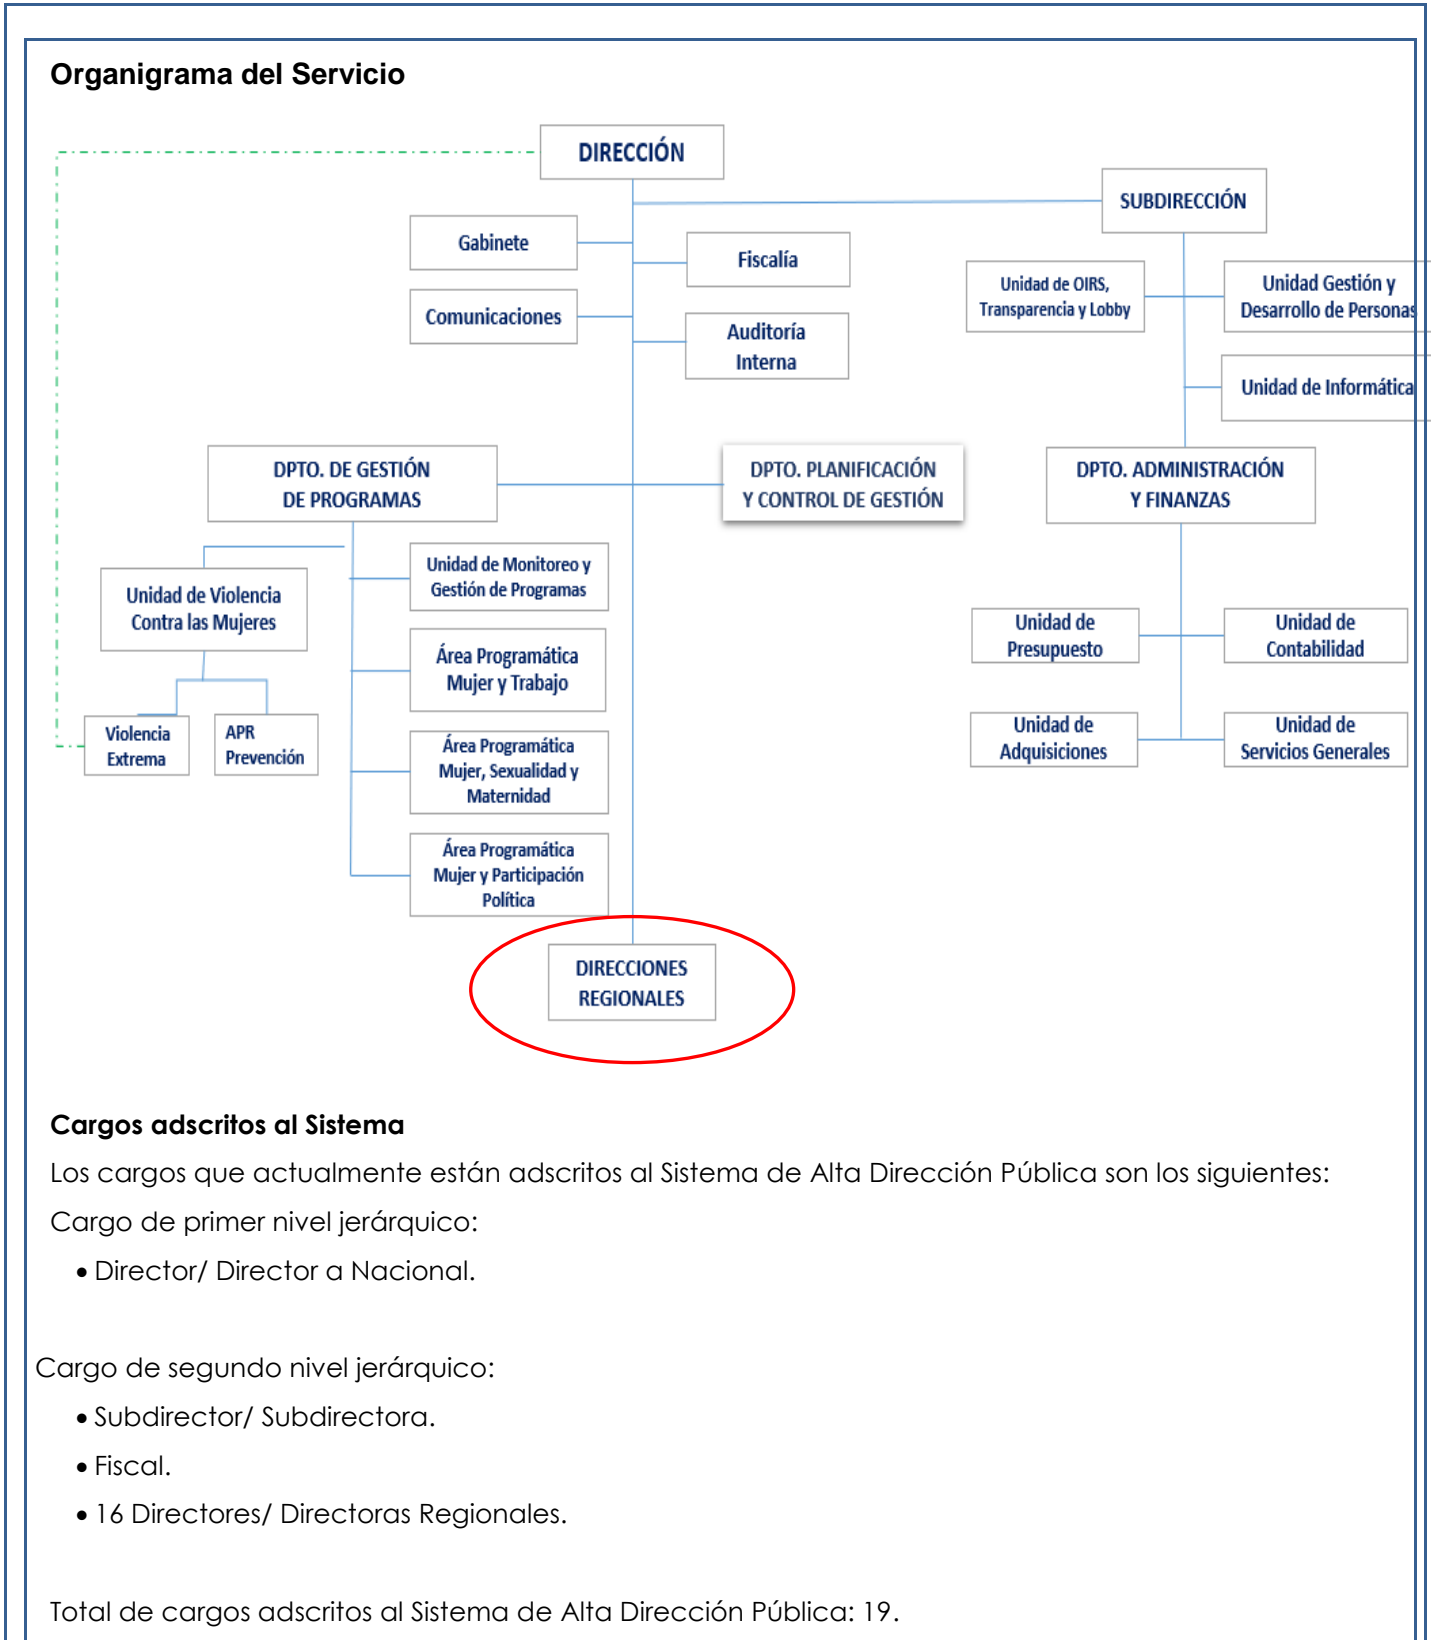 Organigrama del Servicio
DIRECCIÓN
SUBDIRECCIÓN
Gabinete
Fiscalía
Comunicaciones
Auditoría
Interna
Unidad de OIRS,
Transparencia y Lobby
Unidad Gestión y
Desarrollo de Personas
Unidad de Informática
DPTO. DE GESTIÓN
DE PROGRAMAS
DPTO. PLANIFICACIÓN
Y CONTROL DE GESTIÓN
DPTO. ADMINISTRACIÓN
Y FINANZAS
Unidad de Violencia
Contra las Mujeres
Unidad de Monitoreo y
Gestión de Programas
Área Programática
Mujer y Trabajo
Unidad de
Presupuesto
Unidad de
Contabilidad
Violencia
Extrema
APR
Prevención
Área Programática
Mujer, Sexualidad y
Maternidad
Unidad de
Adquisiciones
Unidad de
Servicios Generales
Área Programática
Mujer y Participación
Política
DIRECCIONES
REGIONALES
Cargos adscritos al Sistema
Los cargos que actualmente están adscritos al Sistema de Alta Dirección Pública son los siguientes:
Cargo de primer nivel jerárquico:
• Director/ Director a Nacional.
Cargo de segundo nivel jerárquico:
• Subdirector/ Subdirectora.
• Fiscal.
• 16 Directores/ Directoras Regionales.
Total de cargos adscritos al Sistema de Alta Dirección Pública: 19.